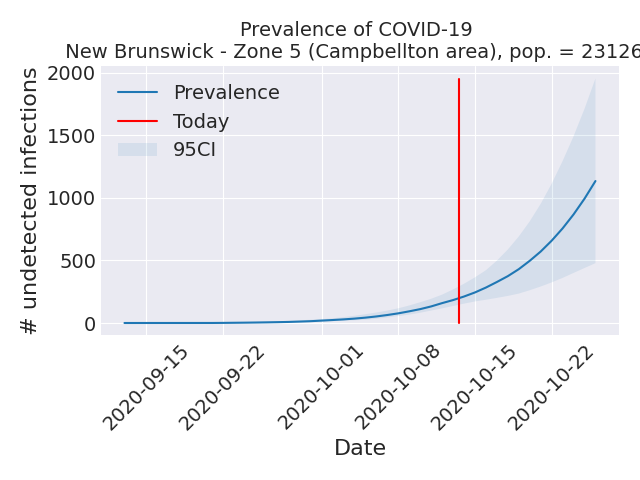 Prevalence of COVID-19
New Brunswick - Zone 5 (Campbellton area), pop. = 23126
# undetected infections
2000
1500
1000
500
0
Prevalence
Today
95CI
2020-09-15
2020-09-22
2020-10-01
2020-10-08
2020-10-15
2020-10-22
Date